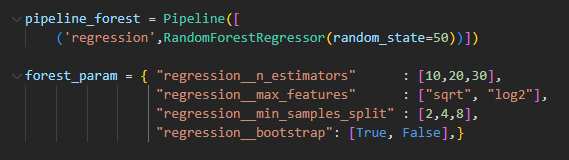 pipeline_forest = Pipeline([
('regression',RandomForestRegressor(random_state=50))])
forest_param = { "regression__n_estimators" : [10,20,30],
"regression__max_features" : ["sqrt", "log2"],
"regression__min_samples_split" : [2,4,8],
"regression__bootstrap": [True, False],}